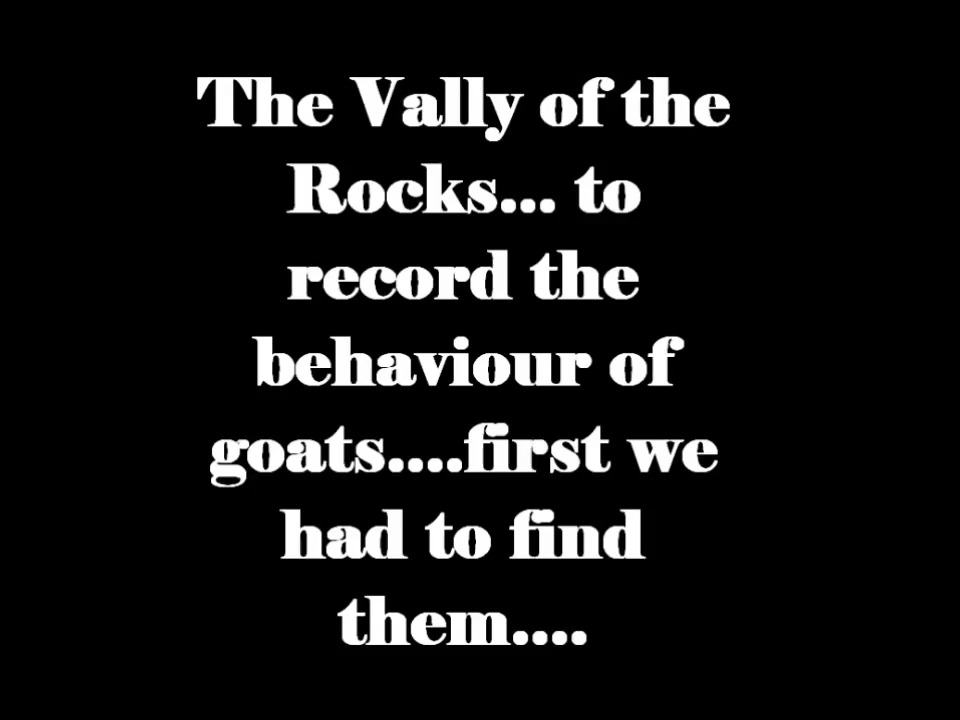 The Vally of the
Rocks... to
record the
behaviour of
goats....first we
had to find
them....